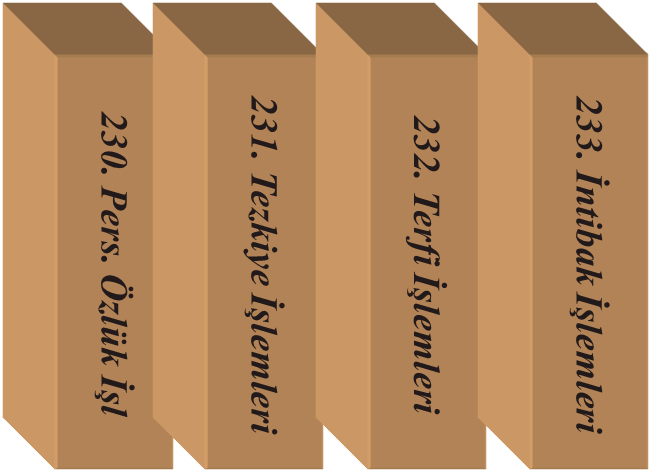 230. Pers. Özlük İşl
231. Tezkiye İşlemleri
232. Terfi İşlemleri
233. İntibak İşlemleri